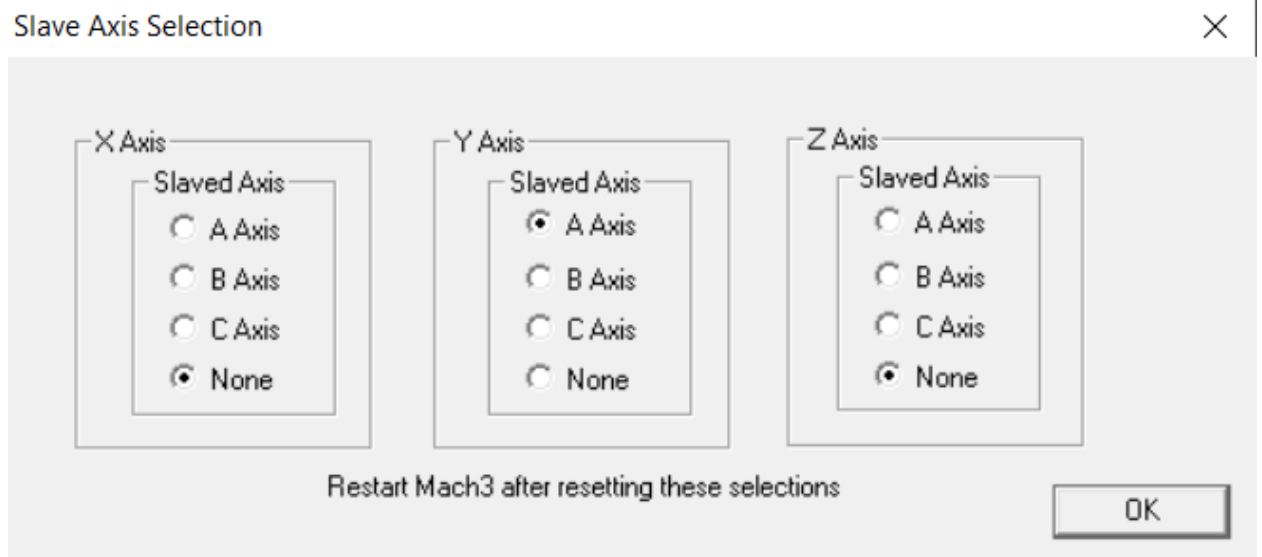 Slave Axis Selection
X Axis
Slaved Axis
A Axis
B Axis
C Axis
None
Y Axis
Slaved Axis
A Axis
B Axis
C Axis
None
Z Axis
Slaved Axis
A Axis
B Axis
C Axis
None
Restart Mach3 after resetting these selections
OK